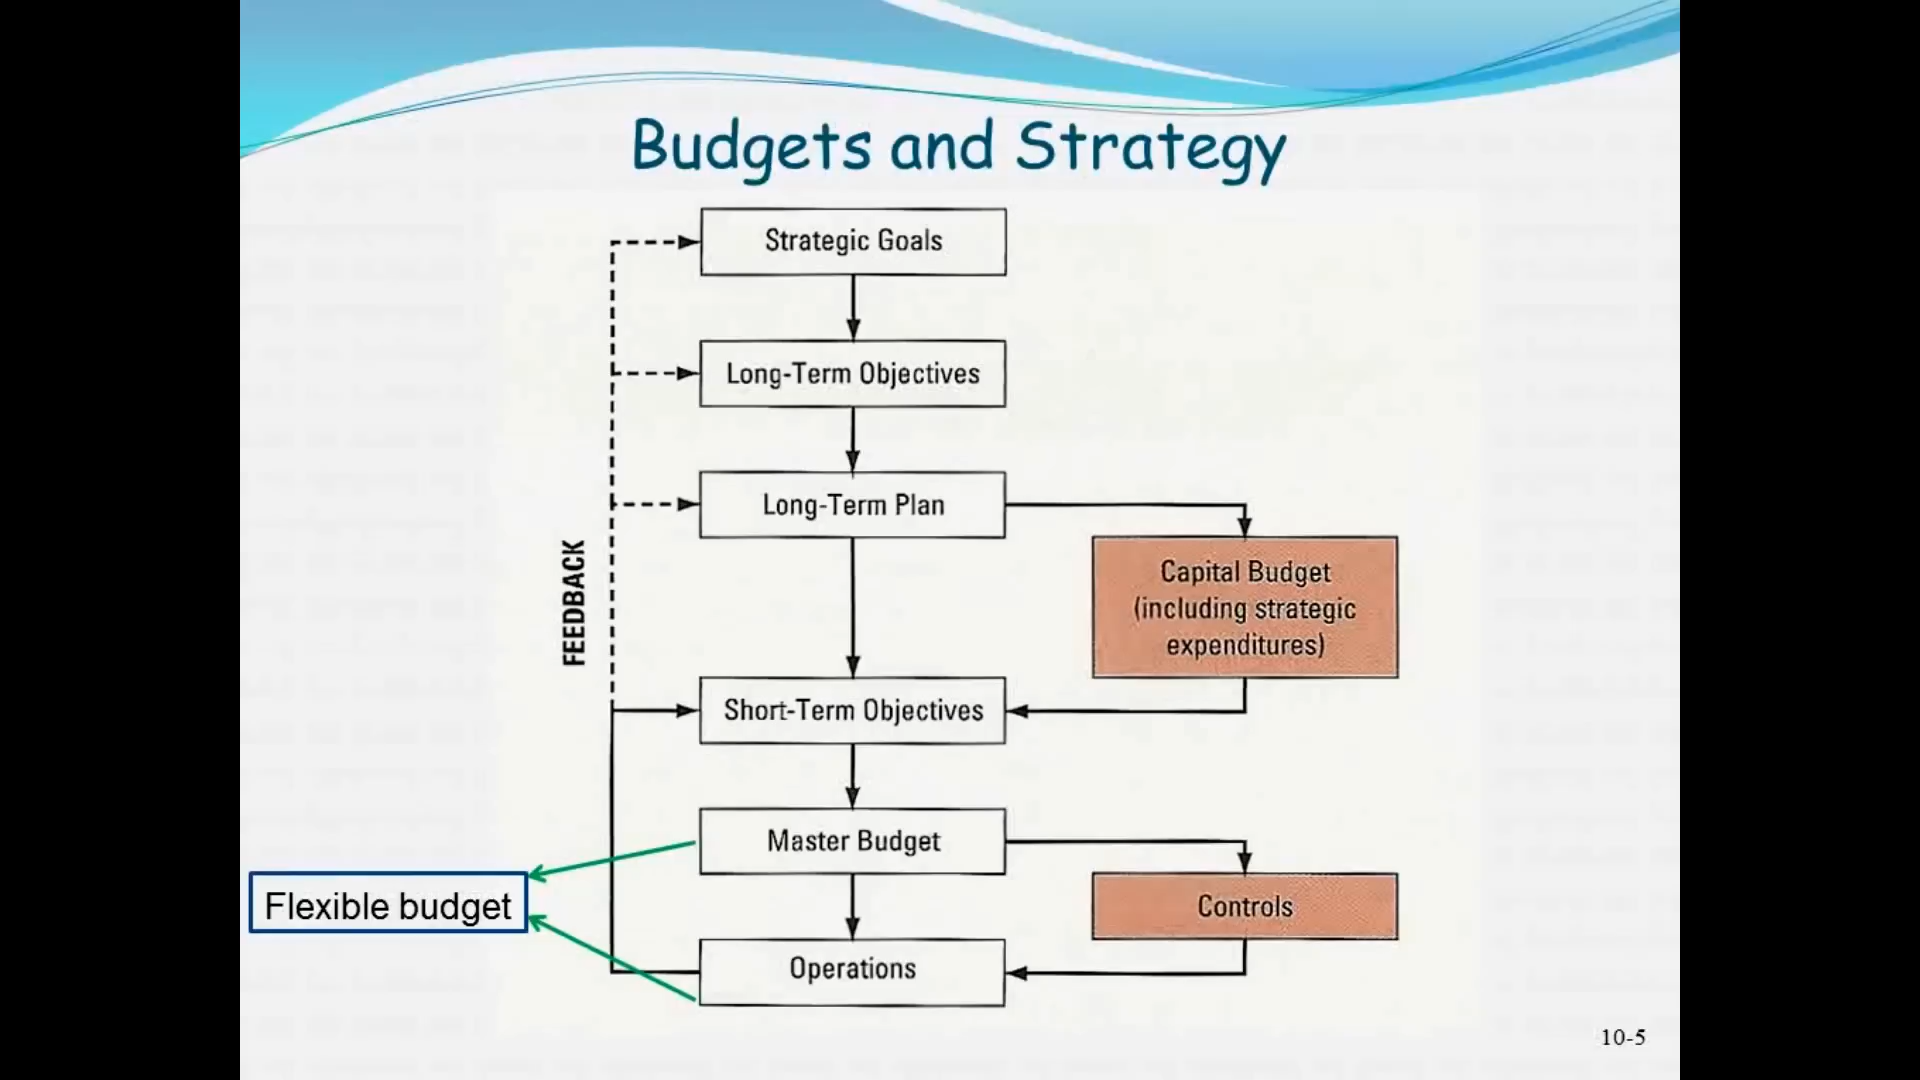 Budgets and Strategy
Strategic Goals
Long-Term Objectives
Long-Term Plan
FEEDBACK
Capital Budget
(including strategic
expenditures)
Short-Term Objectives
Master Budget
Flexible budget
Controls
Operations
10-5